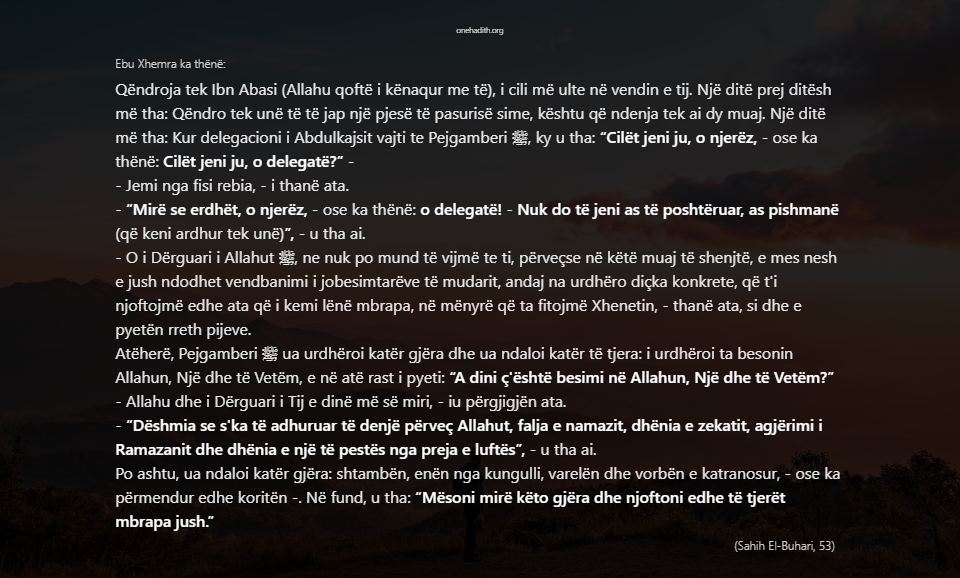 onehadith.org
Ebu Xhemra ka thënë:
Qëndroja tek Ibn Abasi (Allahu qoftë i kënaqur me të), i cili më ulte në vendin e tij. Një ditë prej ditësh
më tha: Qëndro tek unë të të jap një pjesë të pasurisë sime, kështu që ndenja tek ai dy muaj. Një ditë
më tha: Kur delegacioni i Abdulkajsit vajti te Pejgamberi ﷺ, ky u tha: “Cilët jeni ju, o njerëz, - ose ka
thënë: Cilët jeni ju, o delegatë?” -
- Jemi nga fisi rebia, - i thanë ata.
- “Mirë se erdhët, o njerëz, - ose ka thënë: o delegatë! - Nuk do të jeni as të poshtëruar, as pishmanë
(që keni ardhur tek unë)”, - u tha ai.
- O i Dërguari i Allahut ﷺ, ne nuk po mund të vijmë te ti, përveçse në këtë muaj të shenjtë, e mes nesh
e jush ndodhet vendbanimi i jobesimtarëve të mudarit, andaj na urdhëro diçka konkrete, që t'i
njoftojmë edhe ata që i kemi lënë mbrapa, në mënyrë që ta fitojmë Xhenetin, - thanë ata, si dhe e
pyetën rreth pijeve.
Atëherë, Pejgamberi ﷺ ua urdhëroi katër gjëra dhe ua ndaloi katër të tjera: i urdhëroi ta besonin
Allahun, Një dhe të Vetëm, e në atë rast i pyeti: “A dini ç'është besimi në Allahun, Një dhe të Vetëm?”
- Allahu dhe i Dërguari i Tij e dinë më së miri, - iu përgjigjën ata.
- “Dëshmia se s'ka të adhuruar të denjë përveç Allahut, falja e namazit, dhënia e zekatit, agjërimi i
Ramazanit dhe dhënia e një të pestës nga preja e luftës”, - u tha ai.
Po ashtu, ua ndaloi katër gjëra: shtambën, enën nga kungulli, varelën dhe vorbën e katranosur, - ose ka
përmendur edhe koritën -. Në fund, u tha: “Mësoni mirë këto gjëra dhe njoftoni edhe të tjerët
mbrapa jush.”
(Sahih El-Buhari, 53)